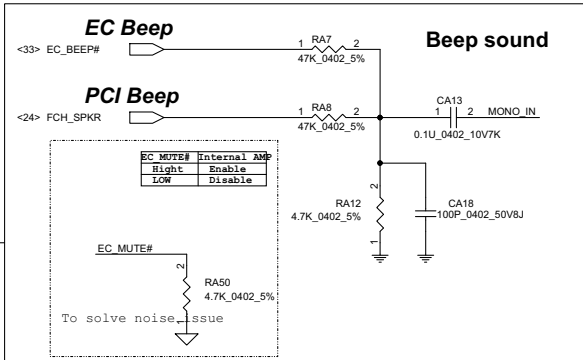 EC Beep
Beep sound
<33> EC_BEEP#
1 RA7 2
47K_0402_5%
PCI Beep
<24> FCH_SPKR
1 RA8 2
47K_0402_5%
CA13
1 2 MONO_IN
0.1U_0402_10V7K
EC_MUTE# Internal AMP
Hight Enable
LOW Disable
2
RA12
4.7K_0402_5%
1
CA18
100P_0402_50V8J
EC_MUTE#
2
RA50
4.7K_0402_5%
1
To solve noise issue